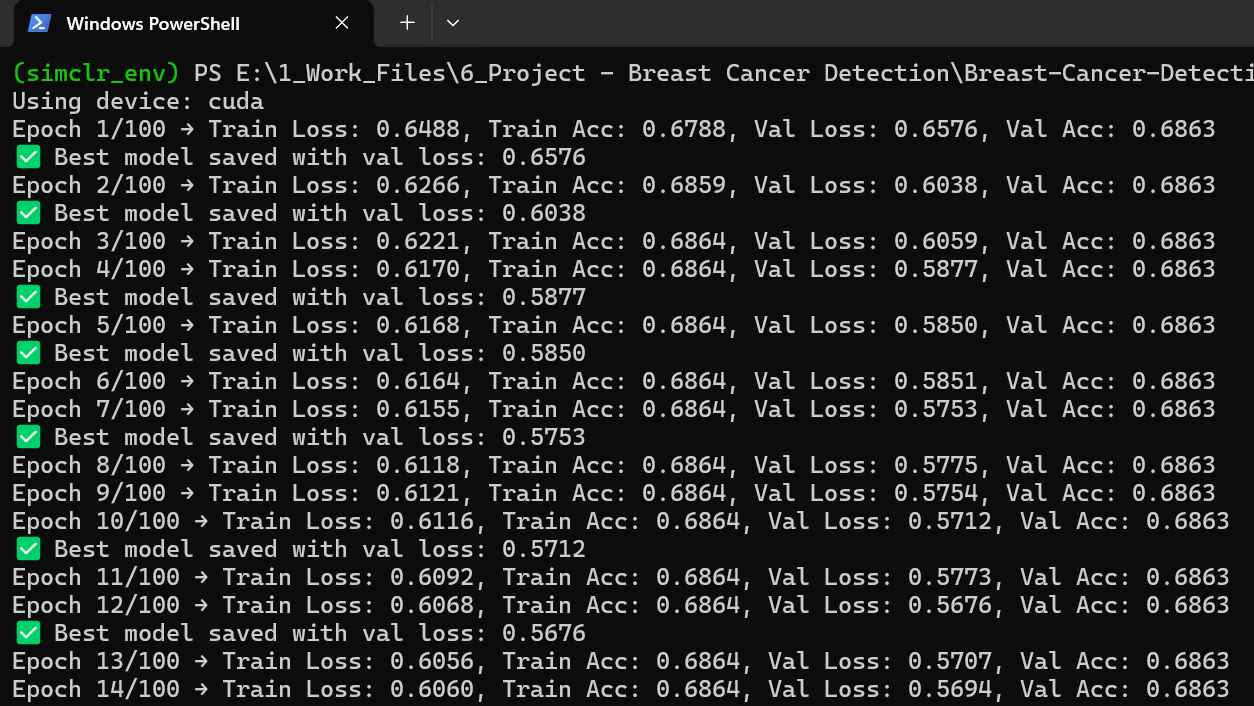 Windows PowerShell
(simclr_env) PS E:\1_Work_Files\6_Project - Breast Cancer Detection\Breast-Cancer-Detecti
Using device: cuda
Epoch 1/100 → Train Loss: 0.6488, Train Acc: 0.6788, Val Loss: 0.6576, Val Acc: 0.6863
✅ Best model saved with val loss: 0.6576
Epoch 2/100 → Train Loss: 0.6266, Train Acc: 0.6859, Val Loss: 0.6038, Val Acc: 0.6863
✅ Best model saved with val loss: 0.6038
Epoch 3/100 → Train Loss: 0.6221, Train Acc: 0.6864, Val Loss: 0.6059, Val Acc: 0.6863
Epoch 4/100 → Train Loss: 0.6170, Train Acc: 0.6864, Val Loss: 0.5877, Val Acc: 0.6863
✅ Best model saved with val loss: 0.5877
Epoch 5/100 → Train Loss: 0.6168, Train Acc: 0.6864, Val Loss: 0.5850, Val Acc: 0.6863
✅ Best model saved with val loss: 0.5850
Epoch 6/100 → Train Loss: 0.6164, Train Acc: 0.6864, Val Loss: 0.5851, Val Acc: 0.6863
Epoch 7/100 → Train Loss: 0.6155, Train Acc: 0.6864, Val Loss: 0.5753, Val Acc: 0.6863
✅ Best model saved with val loss: 0.5753
Epoch 8/100 → Train Loss: 0.6118, Train Acc: 0.6864, Val Loss: 0.5775, Val Acc: 0.6863
Epoch 9/100 → Train Loss: 0.6121, Train Acc: 0.6864, Val Loss: 0.5754, Val Acc: 0.6863
Epoch 10/100 → Train Loss: 0.6116, Train Acc: 0.6864, Val Loss: 0.5712, Val Acc: 0.6863
✅ Best model saved with val loss: 0.5712
Epoch 11/100 → Train Loss: 0.6092, Train Acc: 0.6864, Val Loss: 0.5773, Val Acc: 0.6863
Epoch 12/100 → Train Loss: 0.6068, Train Acc: 0.6864, Val Loss: 0.5676, Val Acc: 0.6863
✅ Best model saved with val loss: 0.5676
Epoch 13/100 → Train Loss: 0.6056, Train Acc: 0.6864, Val Loss: 0.5707, Val Acc: 0.6863
Epoch 14/100 → Train Loss: 0.6060, Train Acc: 0.6864, Val Loss: 0.5694, Val Acc: 0.6863